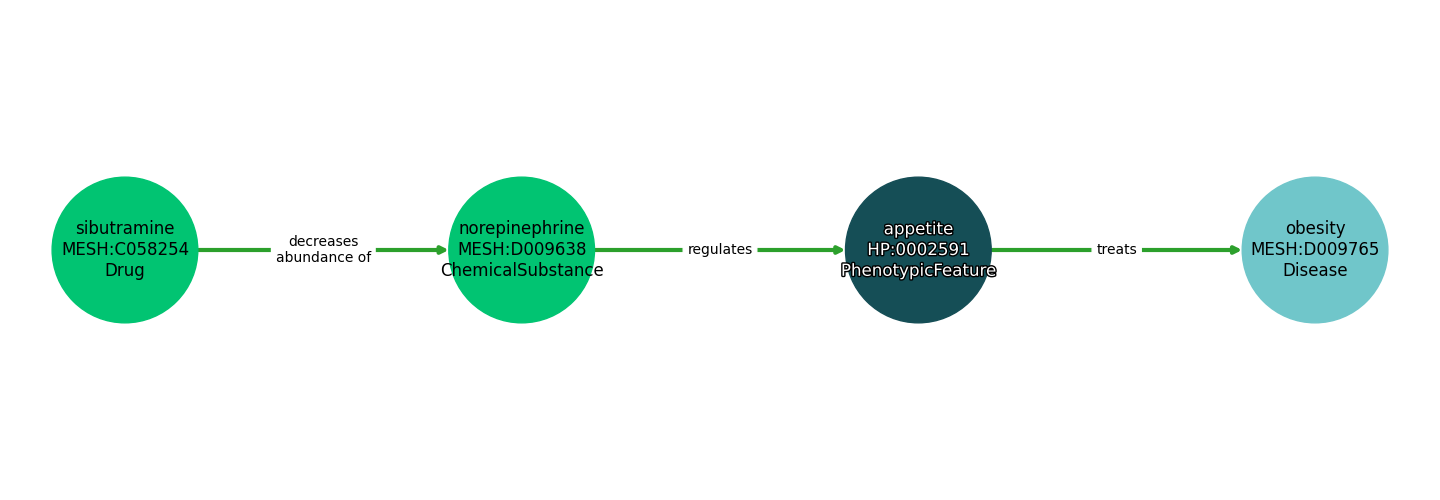 sibutramine
MESH:C058254
Drug
decreases
abundance of
norepinephrine
MESH:D009638
ChemicalSubstance
regulates
appetite
HP:0002591
PhenotypicFeature
treats
obesity
MESH:D009765
Disease